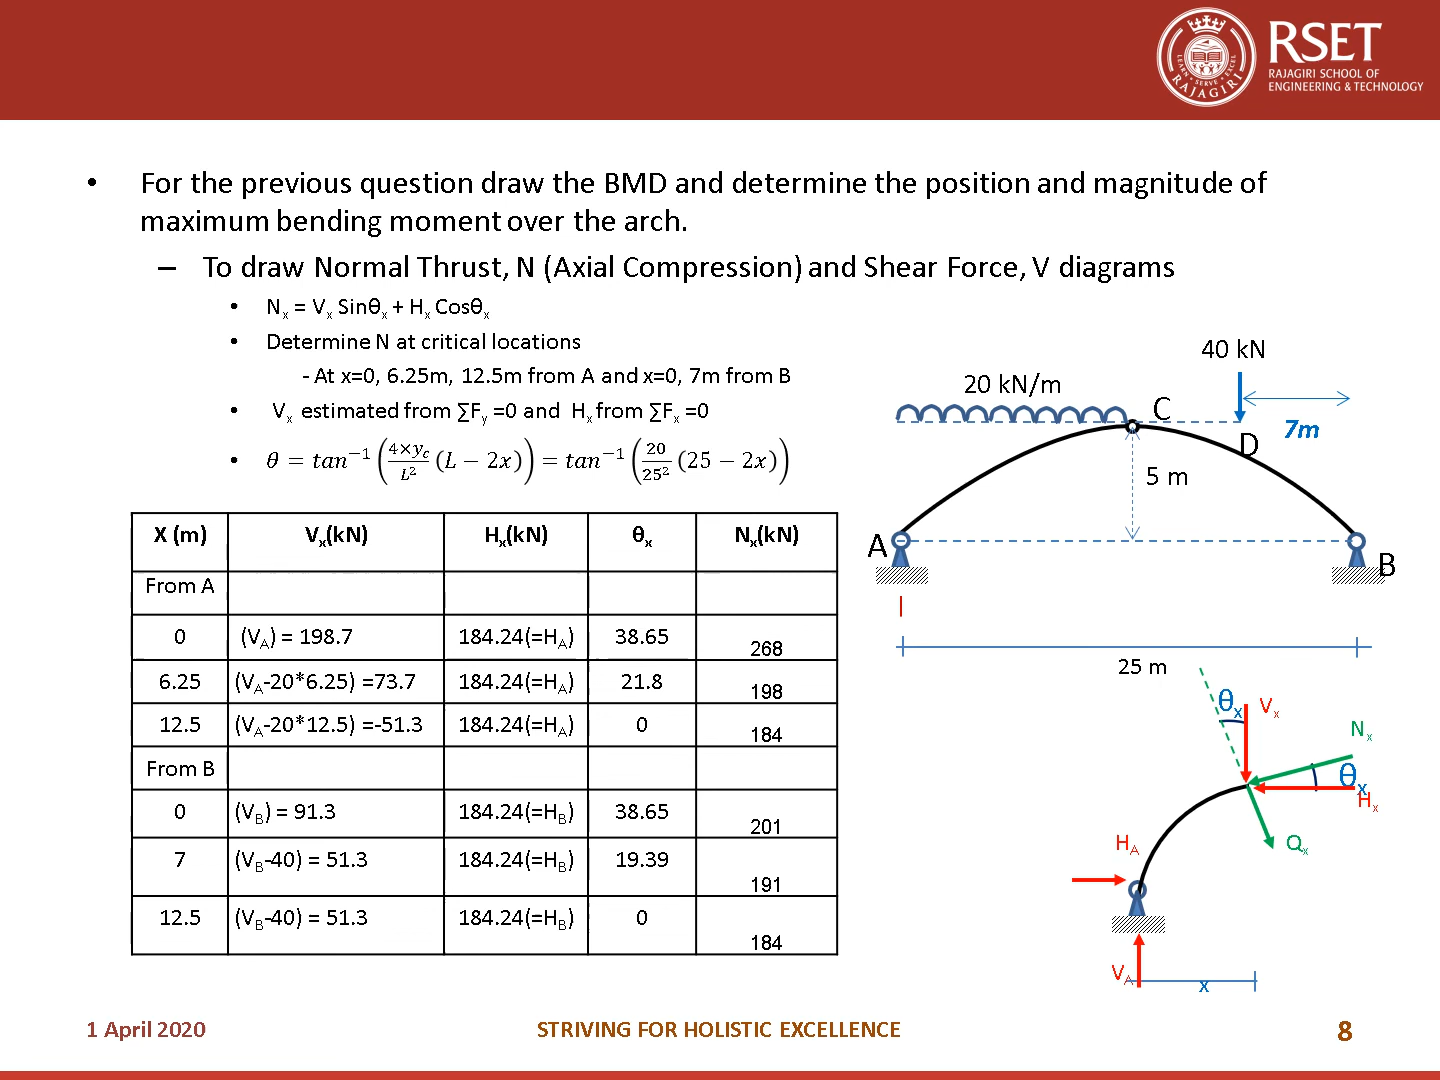 RSET
RAJAGIRI SCHOOL OF
ENGINEERING & TECHNOLOGY
LEARN · SERVE · EXCEL
RAJAGIRI
• For the previous question draw the BMD and determine the position and magnitude of
maximum bending moment over the arch.
– To draw Normal Thrust, N (Axial Compression) and Shear Force, V diagrams
• Nx = Vx Sinθx + Hx Cosθx
• Determine N at critical locations
- At x=0, 6.25m, 12.5m from A and x=0, 7m from B
• Vx estimated from ∑Fy =0 and Hx from ∑Fx =0
• θ = tan⁻¹(4×yc/L² (L − 2x)) = tan⁻¹(20/25² (25 − 2x))
X (m) Vx(kN) Hx(kN) θx Nx(kN)
From A
0 (VA) = 198.7 184.24(=HA) 38.65 268
6.25 (VA-20*6.25) =73.7 184.24(=HA) 21.8 198
12.5 (VA-20*12.5) =-51.3 184.24(=HA) 0 184
From B
0 (VB) = 91.3 184.24(=HB) 38.65 201
7 (VB-40) = 51.3 184.24(=HB) 19.39 191
12.5 (VB-40) = 51.3 184.24(=HB) 0 184
40 kN
20 kN/m
C
7m
D
5 m
A
B
25 m
θx Vx
Nx
θx
Hx
HA
Qx
VA
x
1 April 2020
STRIVING FOR HOLISTIC EXCELLENCE
8